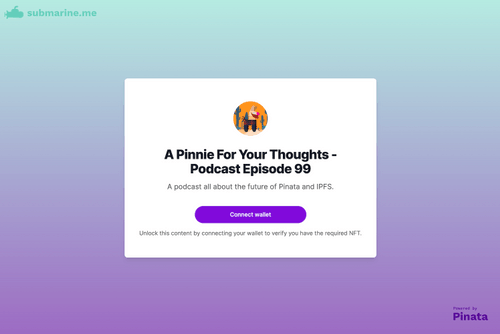 submarine.me
A Pinnie For Your Thoughts -
Podcast Episode 99
A podcast all about the future of Pinata and IPFS.
Connect wallet
Unlock this content by connecting your wallet to verify you have the required NFT.
Powered by
Pinata